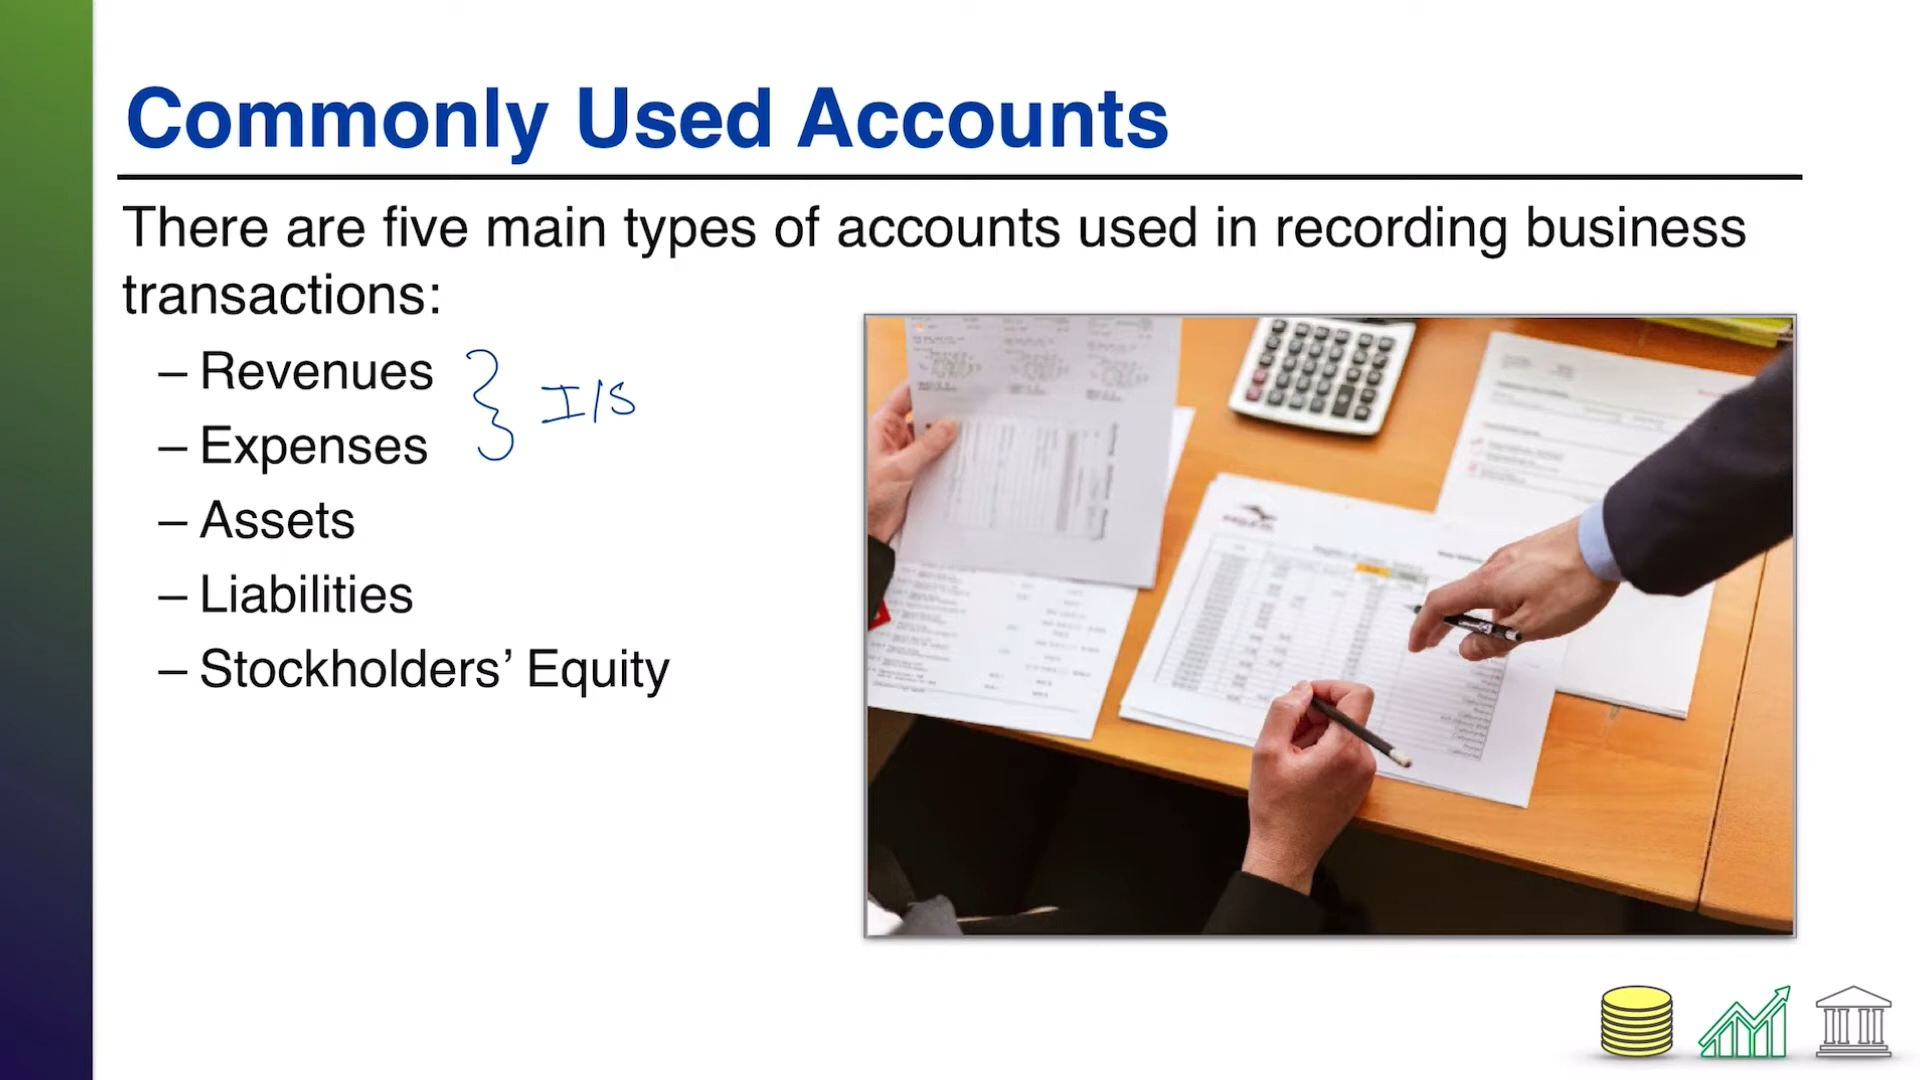 Commonly Used Accounts
There are five main types of accounts used in recording business
transactions:
– Revenues
– Expenses
I/S
– Assets
– Liabilities
– Stockholders’ Equity